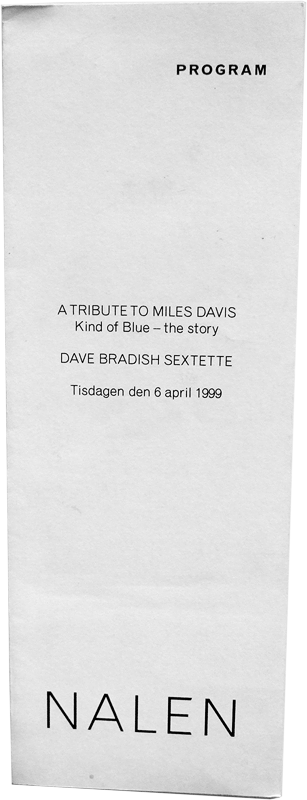 PROGRAM
A TRIBUTE TO MILES DAVIS
Kind of Blue – the story
DAVE BRADISH SEXTETTE
Tisdagen den 6 april 1999
NALEN